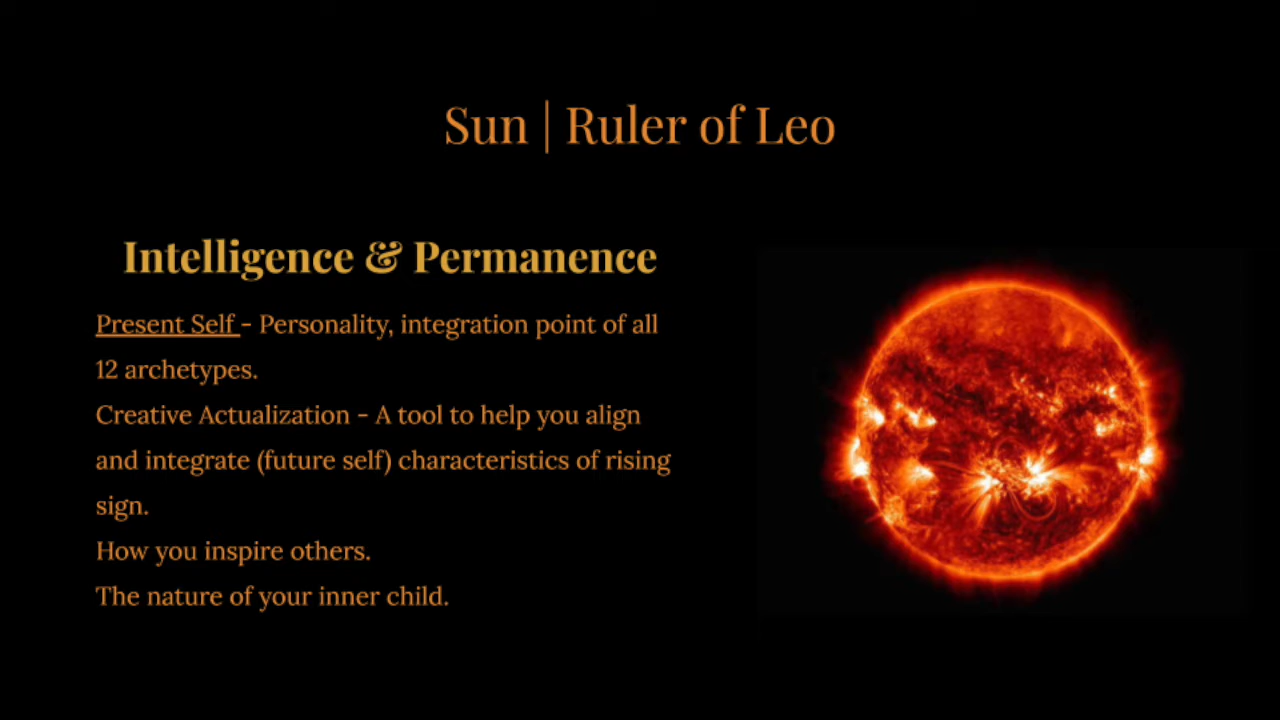 Sun | Ruler of Leo
Intelligence & Permanence
Present Self - Personality, integration point of all
12 archetypes.
Creative Actualization - A tool to help you align
and integrate (future self) characteristics of rising
sign.
How you inspire others.
The nature of your inner child.